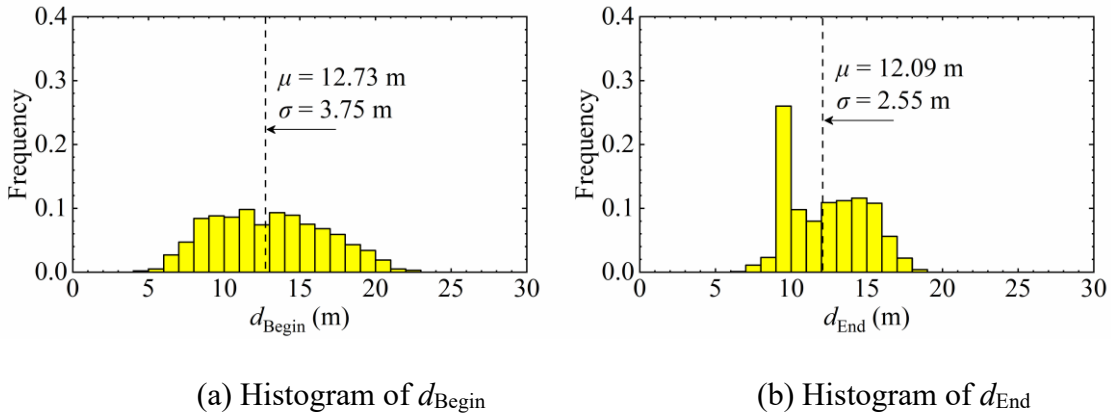 0.4
0.3
0.2
0.1
0.0
Frequency
μ = 12.73 m
σ = 3.75 m
0 5 10 15 20 25 30
dBegin (m)
(a) Histogram of dBegin
0.4
0.3
0.2
0.1
0.0
Frequency
μ = 12.09 m
σ = 2.55 m
0 5 10 15 20 25 30
dEnd (m)
(b) Histogram of dEnd